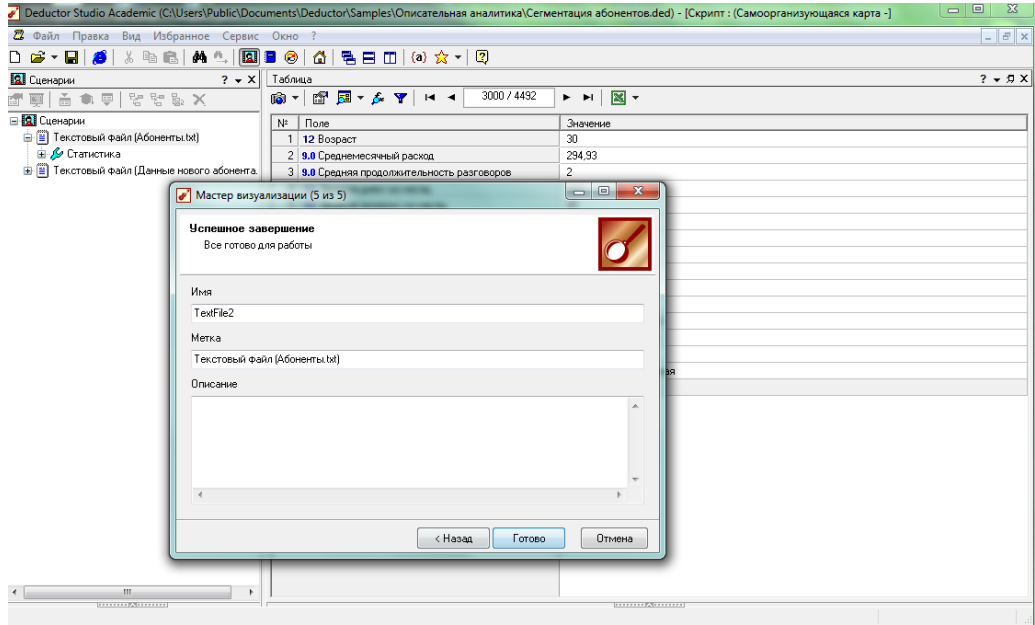 Deductor Studio Academic (C:\Users\Public\Documents\Deductor\Samples\Описательная аналитика\Сегментация абонентов.ded) - [Скрипт : (Самоорганизующаяся карта -]
Файл Правка Вид Избранное Сервис Окно ?
Сценарии
Таблица
3000 / 4492
Сценарии
Текстовый файл (Абоненты.txt)
Статистика
Текстовый файл (Данные нового абонента.
№ Поле Значение
1 12 Возраст 30
2 9.0 Среднемесячный расход 294,93
3 9.0 Средняя продолжительность разговоров 2
Мастер визуализации (5 из 5)
Успешное завершение
Все готово для работы
Имя
TextFile2
Метка
Текстовый файл (Абоненты.txt)
Описание
ая
< Назад Готово Отмена